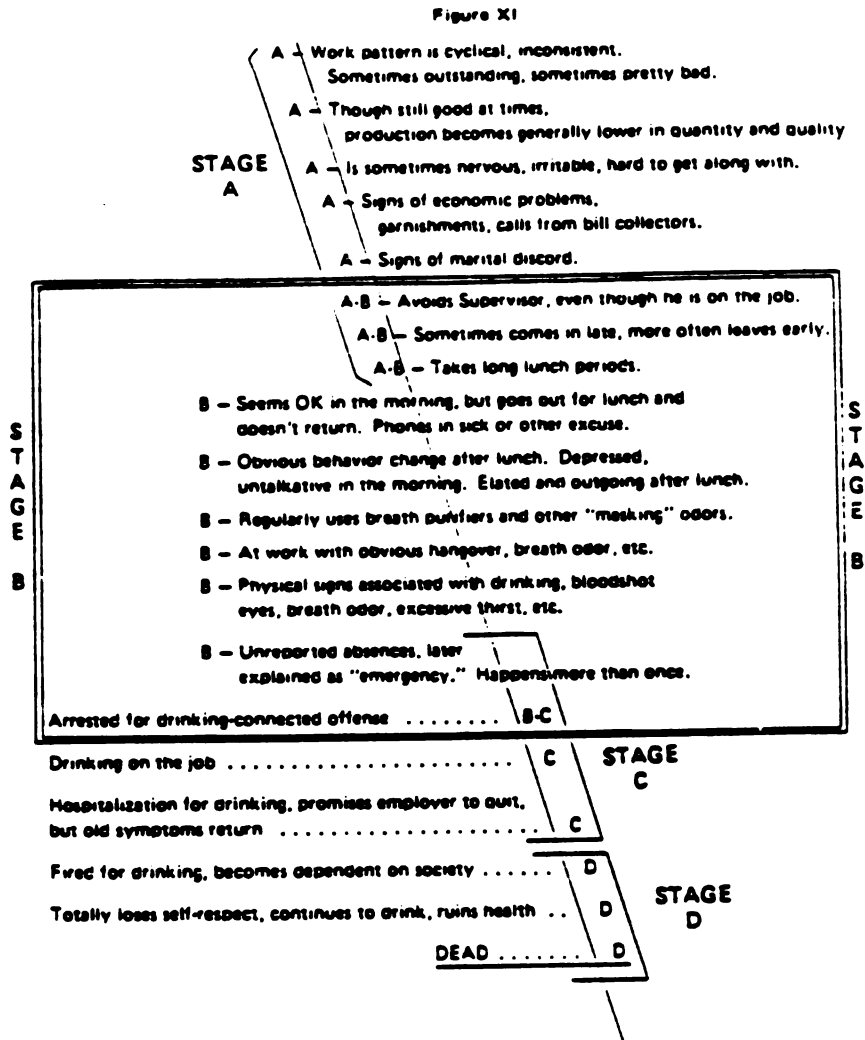 Figure XI
A – Work pattern is cyclical, inconsistent.
Sometimes outstanding, sometimes pretty bad.
A – Though still good at times,
production becomes generally lower in quantity and quality
STAGE
A
A – Is sometimes nervous, irritable, hard to get along with.
A – Signs of economic problems,
garnishments, calls from bill collectors.
A – Signs of marital discord.
A-B – Avoids Supervisor, even though he is on the job.
A-B – Sometimes comes in late, more often leaves early.
A-B – Takes long lunch periods.
STAGE B
B – Seems OK in the morning, but goes out for lunch and
doesn't return. Phones in sick or other excuse.
B – Obvious behavior change after lunch. Depressed,
untalkative in the morning. Elated and outgoing after lunch.
B – Regularly uses breath purifiers and other "masking" odors.
B – At work with obvious hangover, breath odor, etc.
B – Physical signs associated with drinking, bloodshot
eyes, breath odor, excessive thirst, etc.
B – Unreported absences, later
explained as "emergency." Happens more than once.
STAGE B
Arrested for drinking-connected offense ........ B-C
Drinking on the job ....................... C
STAGE
C
Hospitalization for drinking, promises employer to quit,
but old symptoms return .................. C
Fired for drinking, becomes dependent on society ...... D
Totally loses self-respect, continues to drink, ruins health .. D
STAGE
D
DEAD ....... D